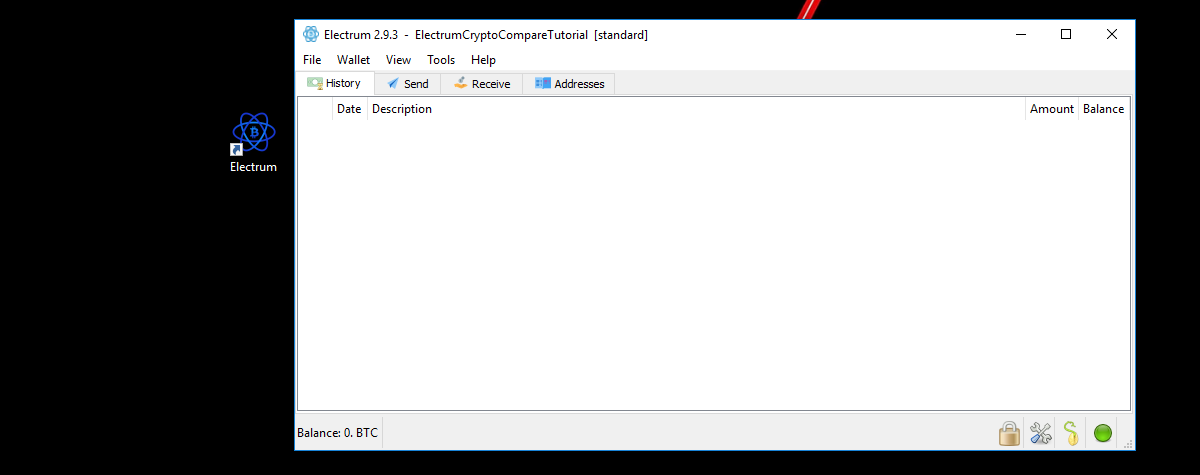 Electrum 2.9.3 - ElectrumCryptoCompareTutorial [standard]
File Wallet View Tools Help
History Send Receive Addresses
Date Description Amount Balance
Electrum
Balance: 0. BTC